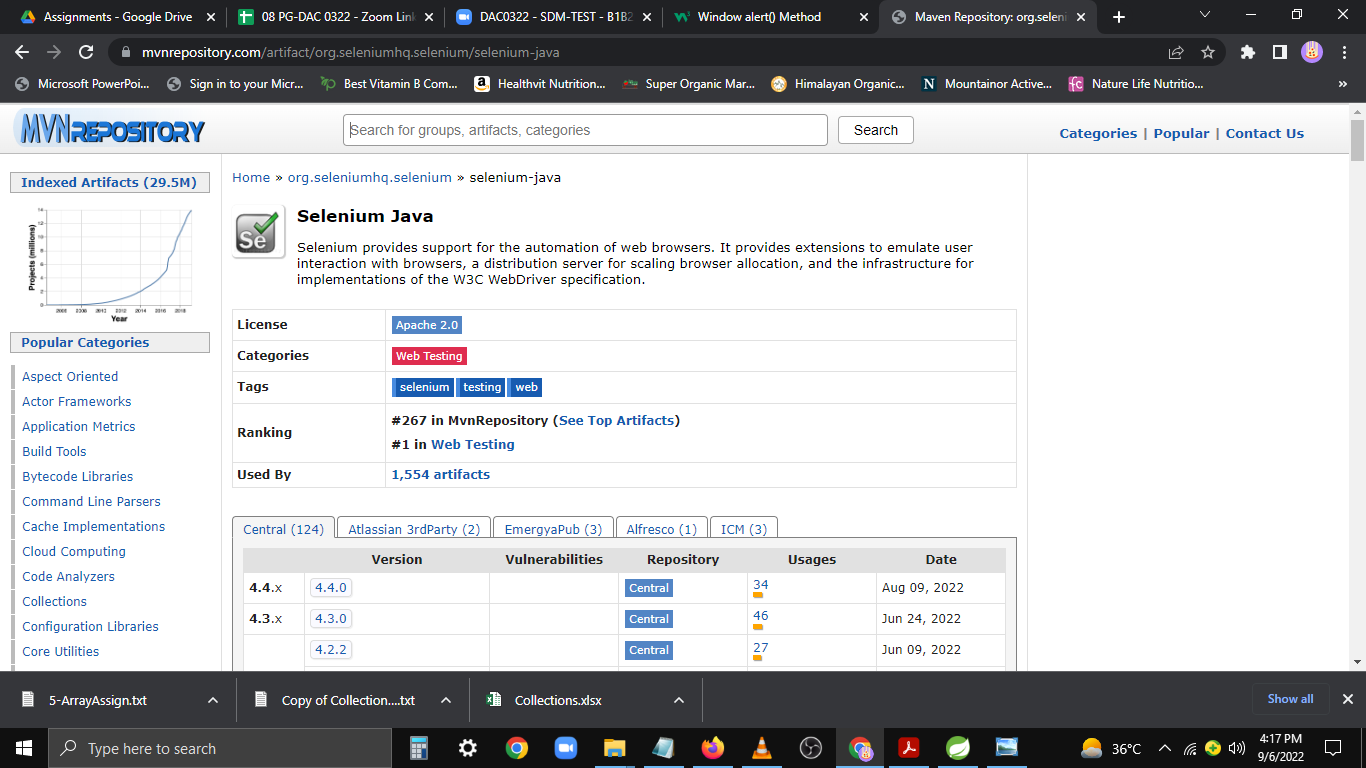 Assignments - Google Drive
08 PG-DAC 0322 - Zoom Lin
DAC0322 - SDM-TEST - B1B2
Window alert() Method
Maven Repository: org.selen
mvnrepository.com/artifact/org.seleniumhq.selenium/selenium-java
Microsoft PowerPoi...
Sign in to your Micr...
Best Vitamin B Com...
Healthvit Nutrition...
Super Organic Mar...
Himalayan Organic...
Mountainor Active...
Nature Life Nutritio...
MVNREPOSITORY
Search for groups, artifacts, categories
Search
Categories | Popular | Contact Us
Indexed Artifacts (29.5M)
Projects (millions)
Year
Popular Categories
Aspect Oriented
Actor Frameworks
Application Metrics
Build Tools
Bytecode Libraries
Command Line Parsers
Cache Implementations
Cloud Computing
Code Analyzers
Collections
Configuration Libraries
Core Utilities
Home » org.seleniumhq.selenium » selenium-java
Selenium Java
Se
Selenium provides support for the automation of web browsers. It provides extensions to emulate user
interaction with browsers, a distribution server for scaling browser allocation, and the infrastructure for
implementations of the W3C WebDriver specification.
License Apache 2.0
Categories Web Testing
Tags selenium testing web
Ranking #267 in MvnRepository (See Top Artifacts)
#1 in Web Testing
Used By 1,554 artifacts
Central (124) Atlassian 3rdParty (2) EmergyaPub (3) Alfresco (1) ICM (3)
Version Vulnerabilities Repository Usages Date
4.4.x 4.4.0 Central 34 Aug 09, 2022
4.3.x 4.3.0 Central 46 Jun 24, 2022
4.2.2 Central 27 Jun 09, 2022
5-ArrayAssign.txt
Copy of Collection....txt
Collections.xlsx
Show all
Type here to search
36°C
4:17 PM
9/6/2022